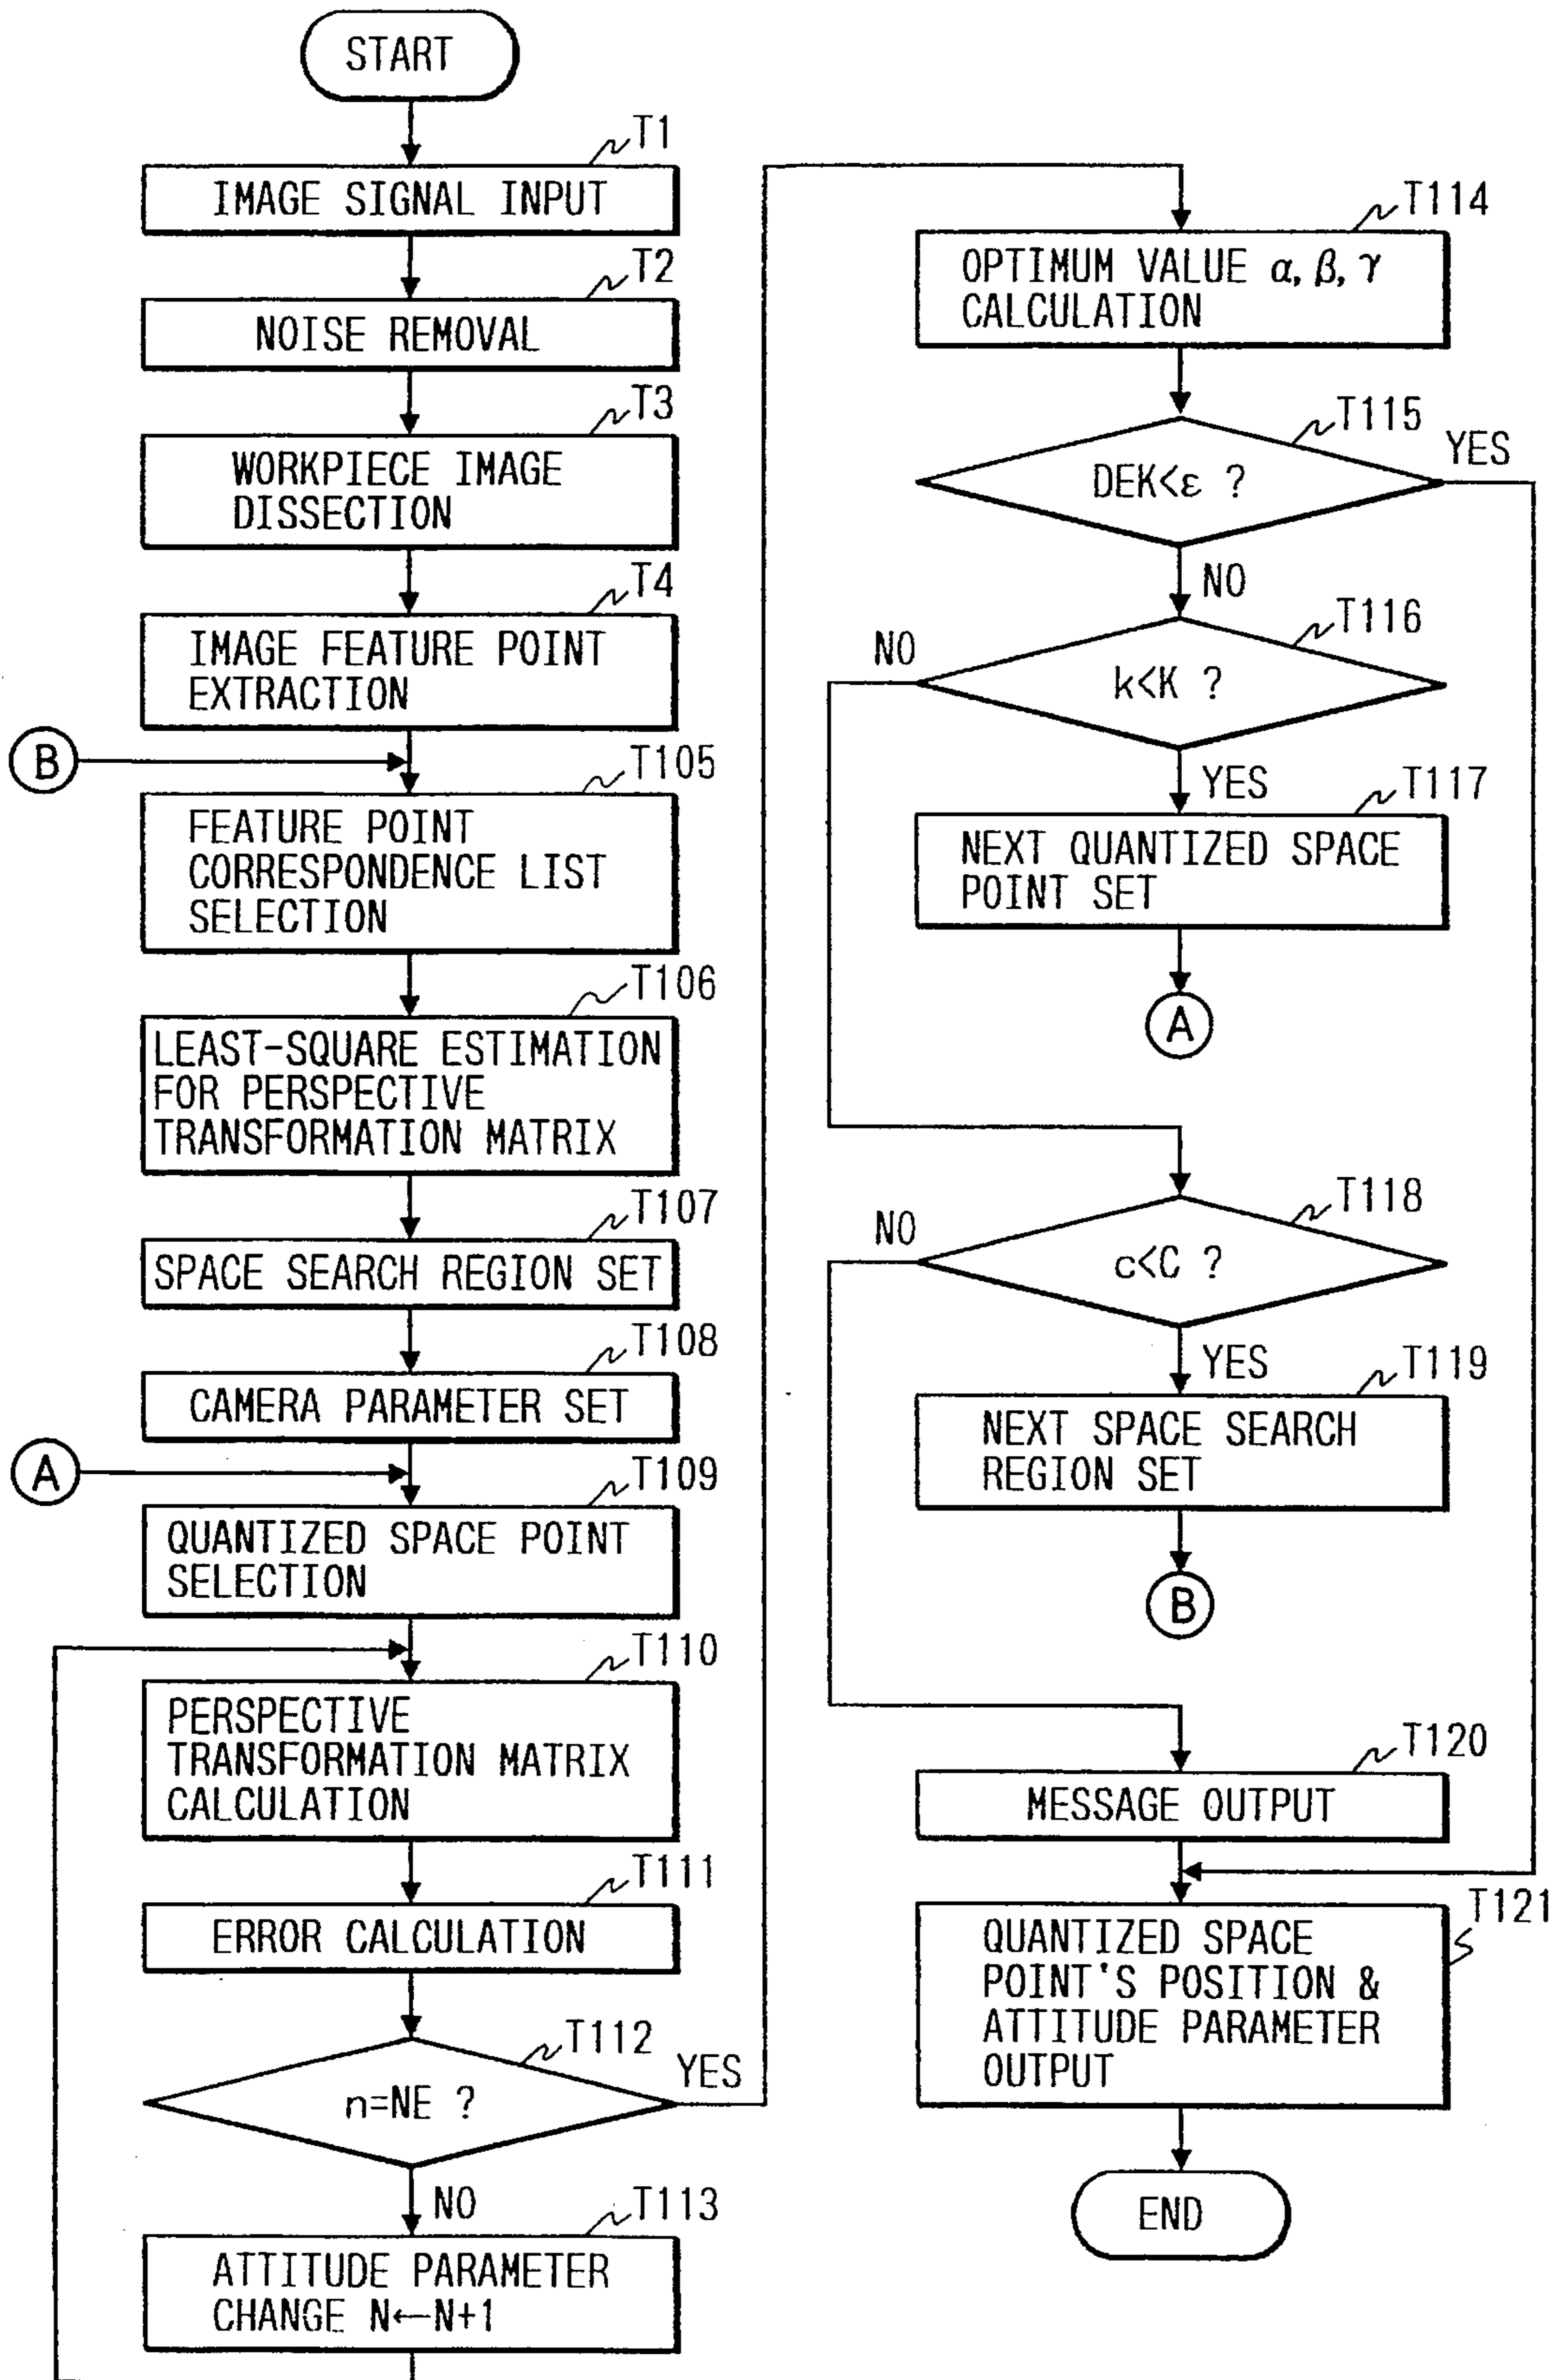 START
T1
IMAGE SIGNAL INPUT
T2
NOISE REMOVAL
T3
WORKPIECE IMAGE
DISSECTION
T4
IMAGE FEATURE POINT
EXTRACTION
B
T105
FEATURE POINT
CORRESPONDENCE LIST
SELECTION
T106
LEAST-SQUARE ESTIMATION
FOR PERSPECTIVE
TRANSFORMATION MATRIX
T107
SPACE SEARCH REGION SET
T108
CAMERA PARAMETER SET
A
T109
QUANTIZED SPACE POINT
SELECTION
T110
PERSPECTIVE
TRANSFORMATION MATRIX
CALCULATION
T111
ERROR CALCULATION
T112
n=NE ?
YES
NO
T113
ATTITUDE PARAMETER
CHANGE N←N+1
T114
OPTIMUM VALUE α, β, γ
CALCULATION
T115
DEK<ε ?
YES
NO
T116
k<K ?
NO
YES
T117
NEXT QUANTIZED SPACE
POINT SET
A
T118
c<C ?
NO
YES
T119
NEXT SPACE SEARCH
REGION SET
B
T120
MESSAGE OUTPUT
T121
QUANTIZED SPACE
POINT'S POSITION &
ATTITUDE PARAMETER
OUTPUT
END